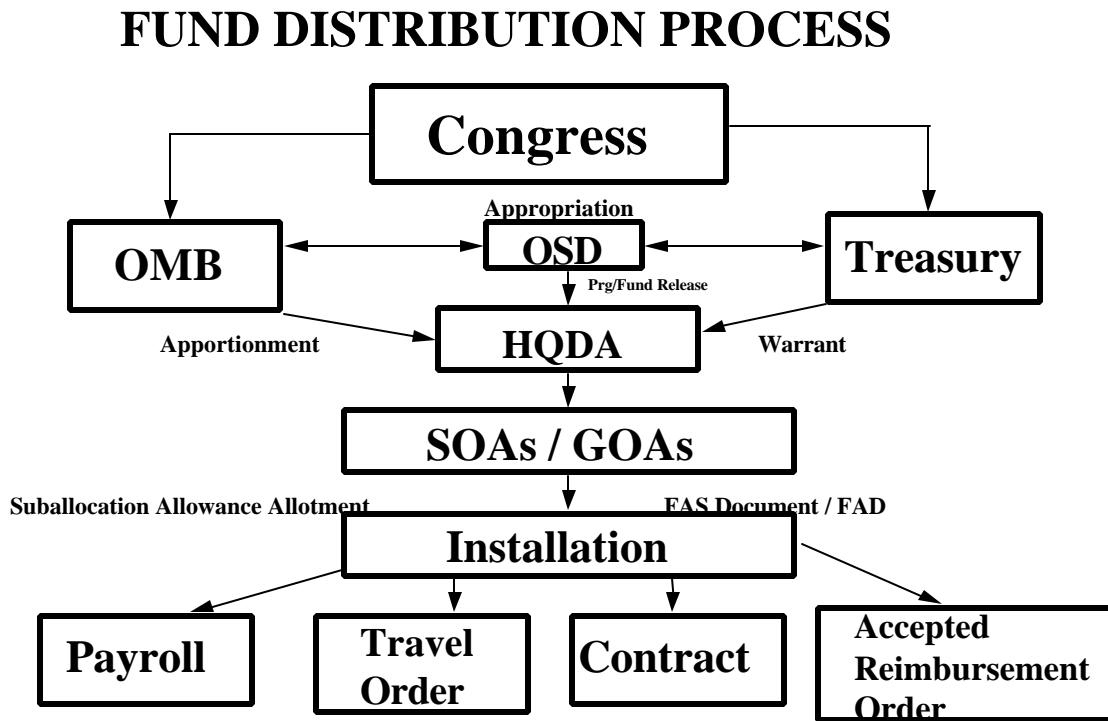 FUND DISTRIBUTION PROCESS
Congress
Appropriation
OMB
OSD
Treasury
Prg/Fund Release
Apportionment
HQDA
Warrant
SOAs / GOAs
Suballocation Allowance Allotment
FAS Document / FAD
Installation
Payroll
Travel
Order
Contract
Accepted
Reimbursement
Order